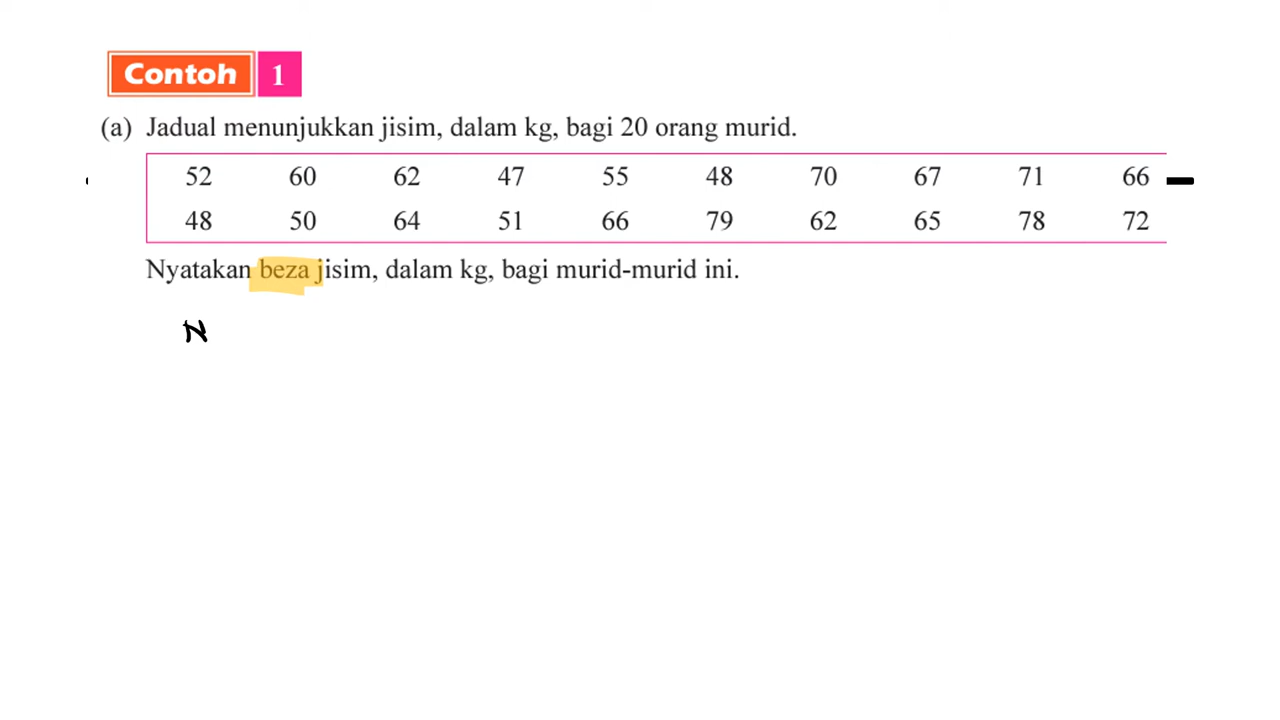 Contoh 1
(a) Jadual menunjukkan jisim, dalam kg, bagi 20 orang murid.
52 60 62 47 55 48 70 67 71 66
48 50 64 51 66 79 62 65 78 72
Nyatakan beza jisim, dalam kg, bagi murid-murid ini.
N